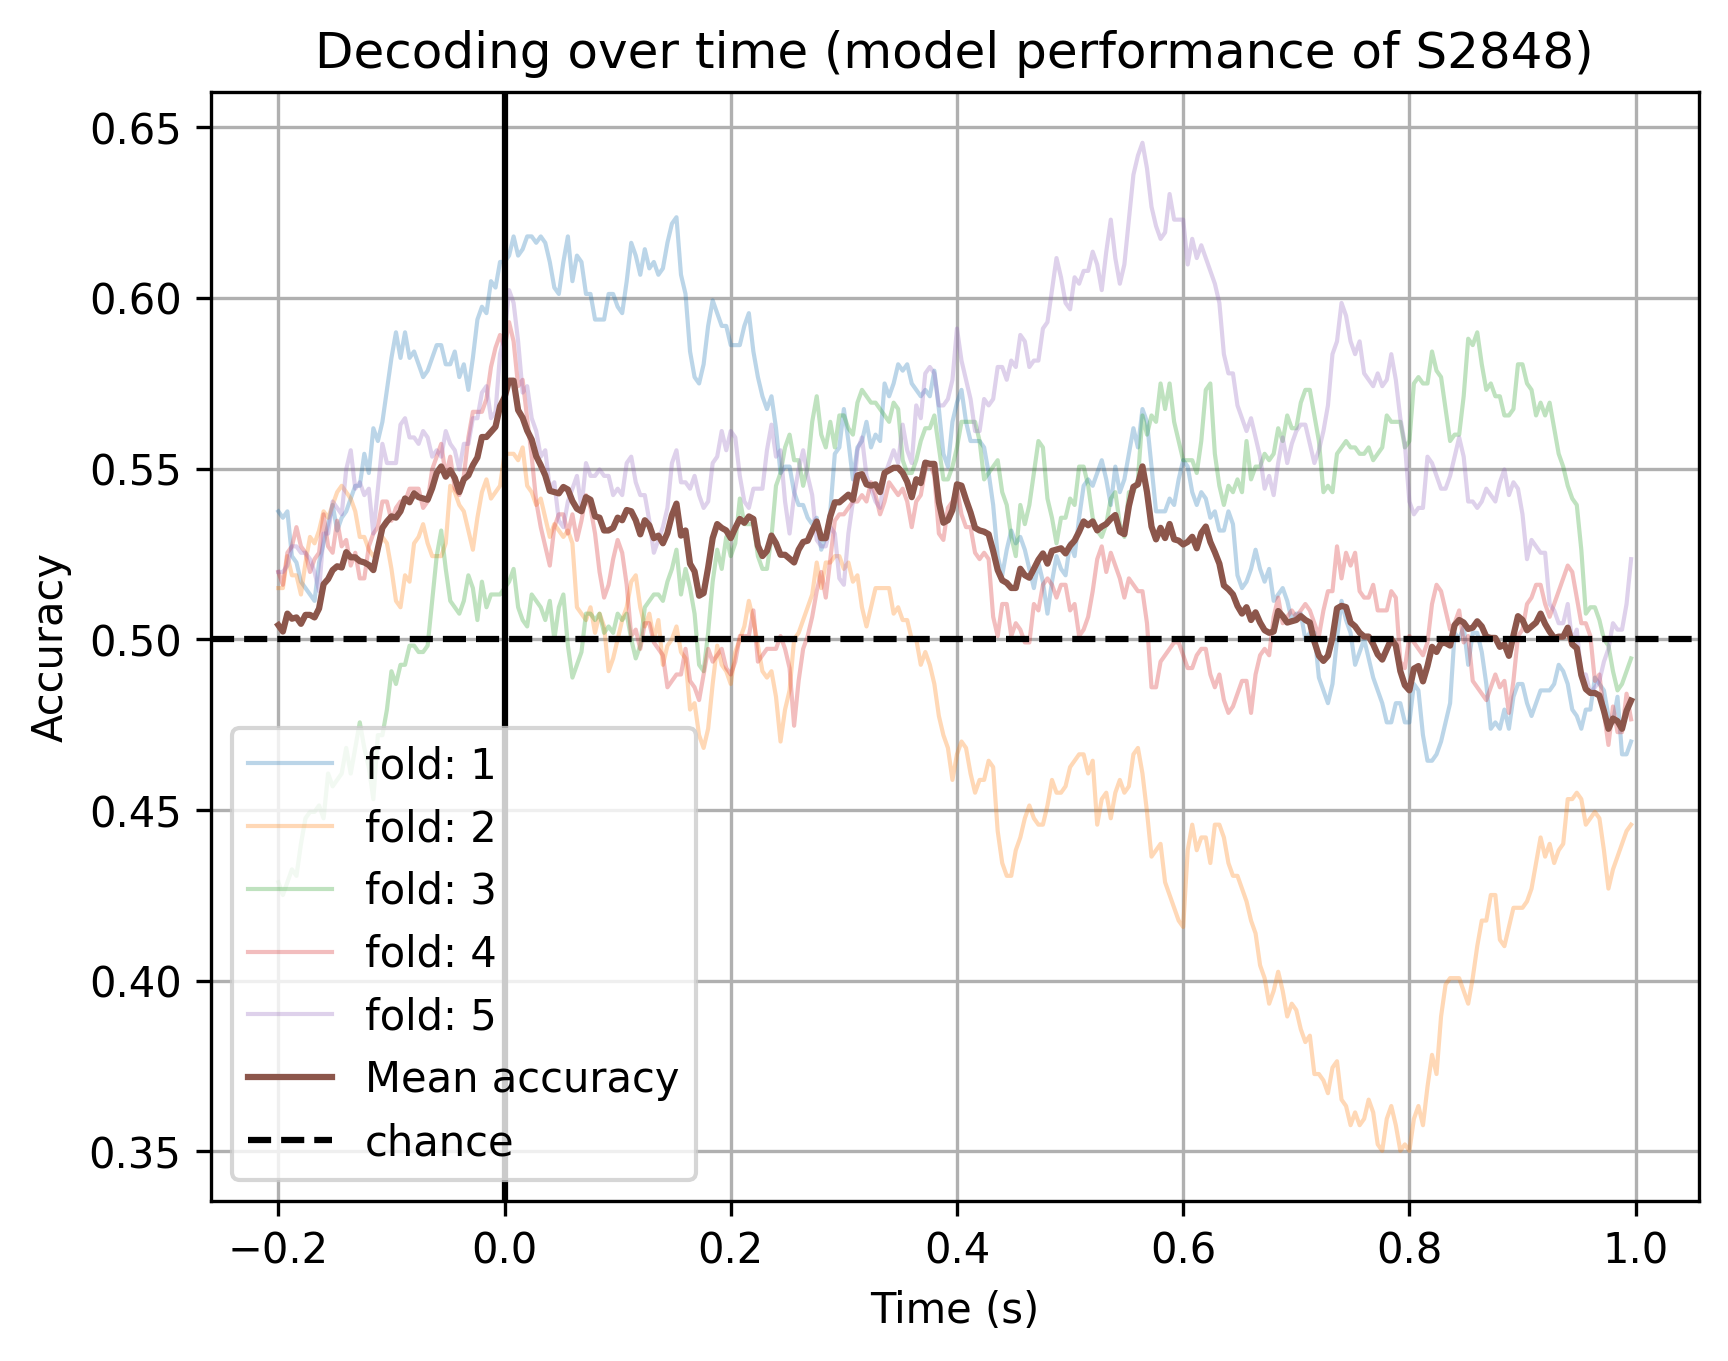 Decoding over time (model performance of S2848)
Accuracy
0.65
0.60
0.55
0.50
0.45
0.40
0.35
fold: 1
fold: 2
fold: 3
fold: 4
fold: 5
Mean accuracy
chance
−0.2 0.0 0.2 0.4 0.6 0.8 1.0
Time (s)